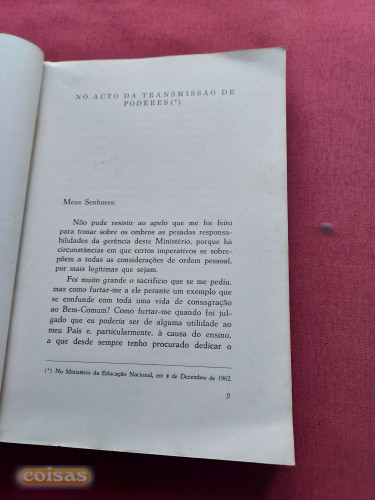 NO ACTO DA TRANSMISSÃO DE
PODERES (*)
Meus Senhores:
Não pude resistir ao apelo que me foi feito
para tomar sobre os ombros as pesadas responsa-
bilidades da gerência deste Ministério, porque há
circunstâncias em que certos imperativos se sobre-
põem a todas as considerações de ordem pessoal,
por mais legítimas que sejam.
Foi muito grande o sacrifício que se me pediu,
mas como furtar-me a ele perante um exemplo que
se confunde com toda uma vida de consagração
ao Bem-Comum? Como furtar-me quando foi jul-
gado que eu poderia ser de alguma utilidade ao
meu País e, particularmente, à causa do ensino,
a que desde sempre tenho procurado dedicar o
(*) No Ministério da Educação Nacional, em 4 de Dezembro de 1962.
9
coisas